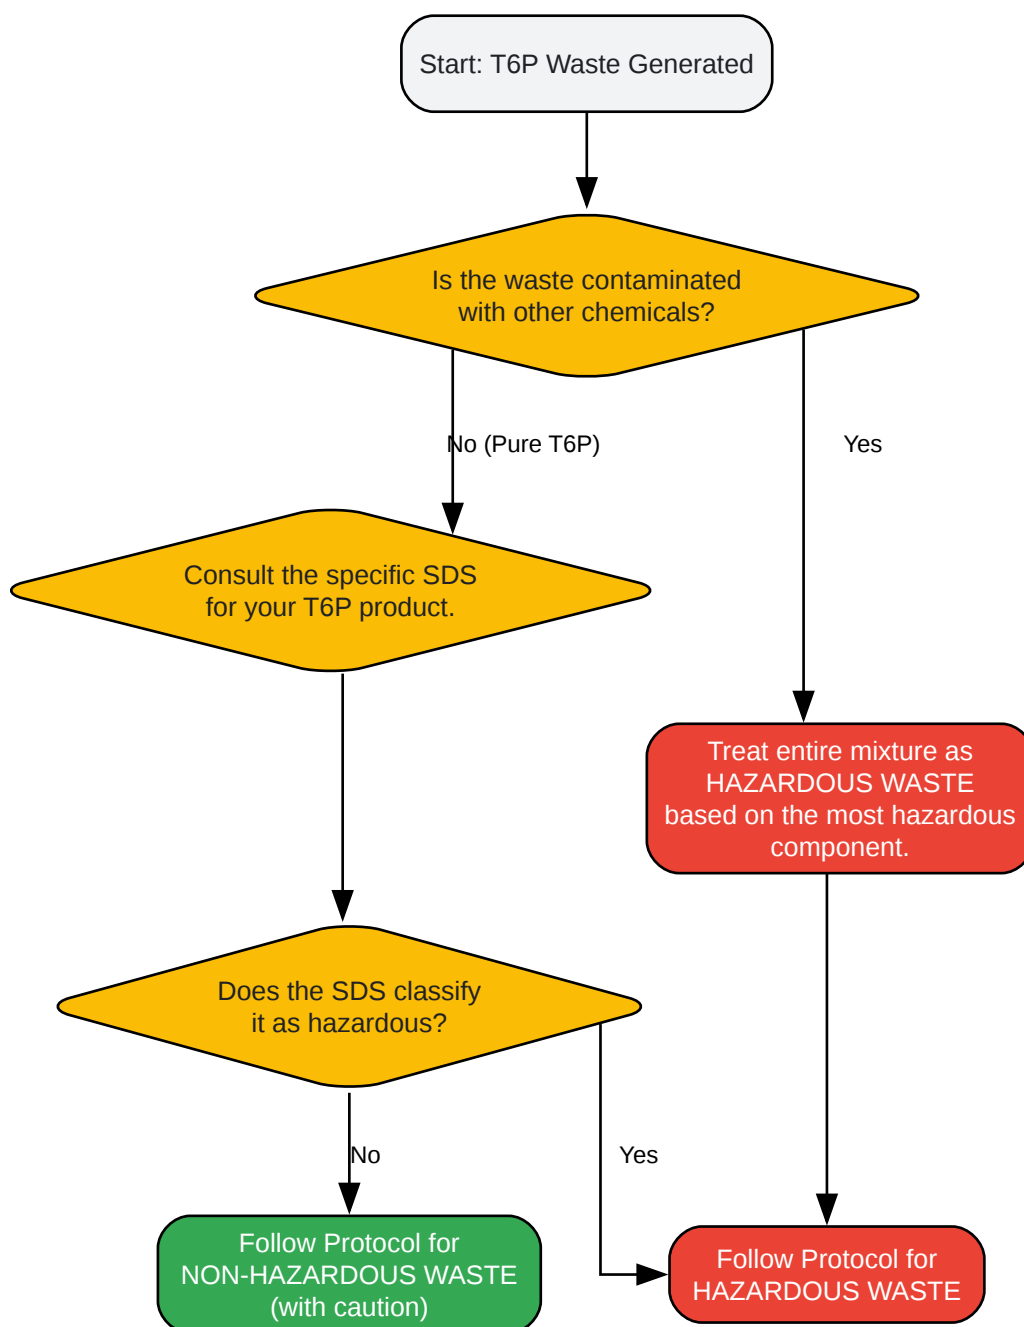 Start: T6P Waste Generated
Is the waste contaminated
with other chemicals?
No (Pure T6P)
Yes
Consult the specific SDS
for your T6P product.
Treat entire mixture as
HAZARDOUS WASTE
based on the most hazardous
component.
Does the SDS classify
it as hazardous?
No
Yes
Follow Protocol for
NON-HAZARDOUS WASTE
(with caution)
Follow Protocol for
HAZARDOUS WASTE